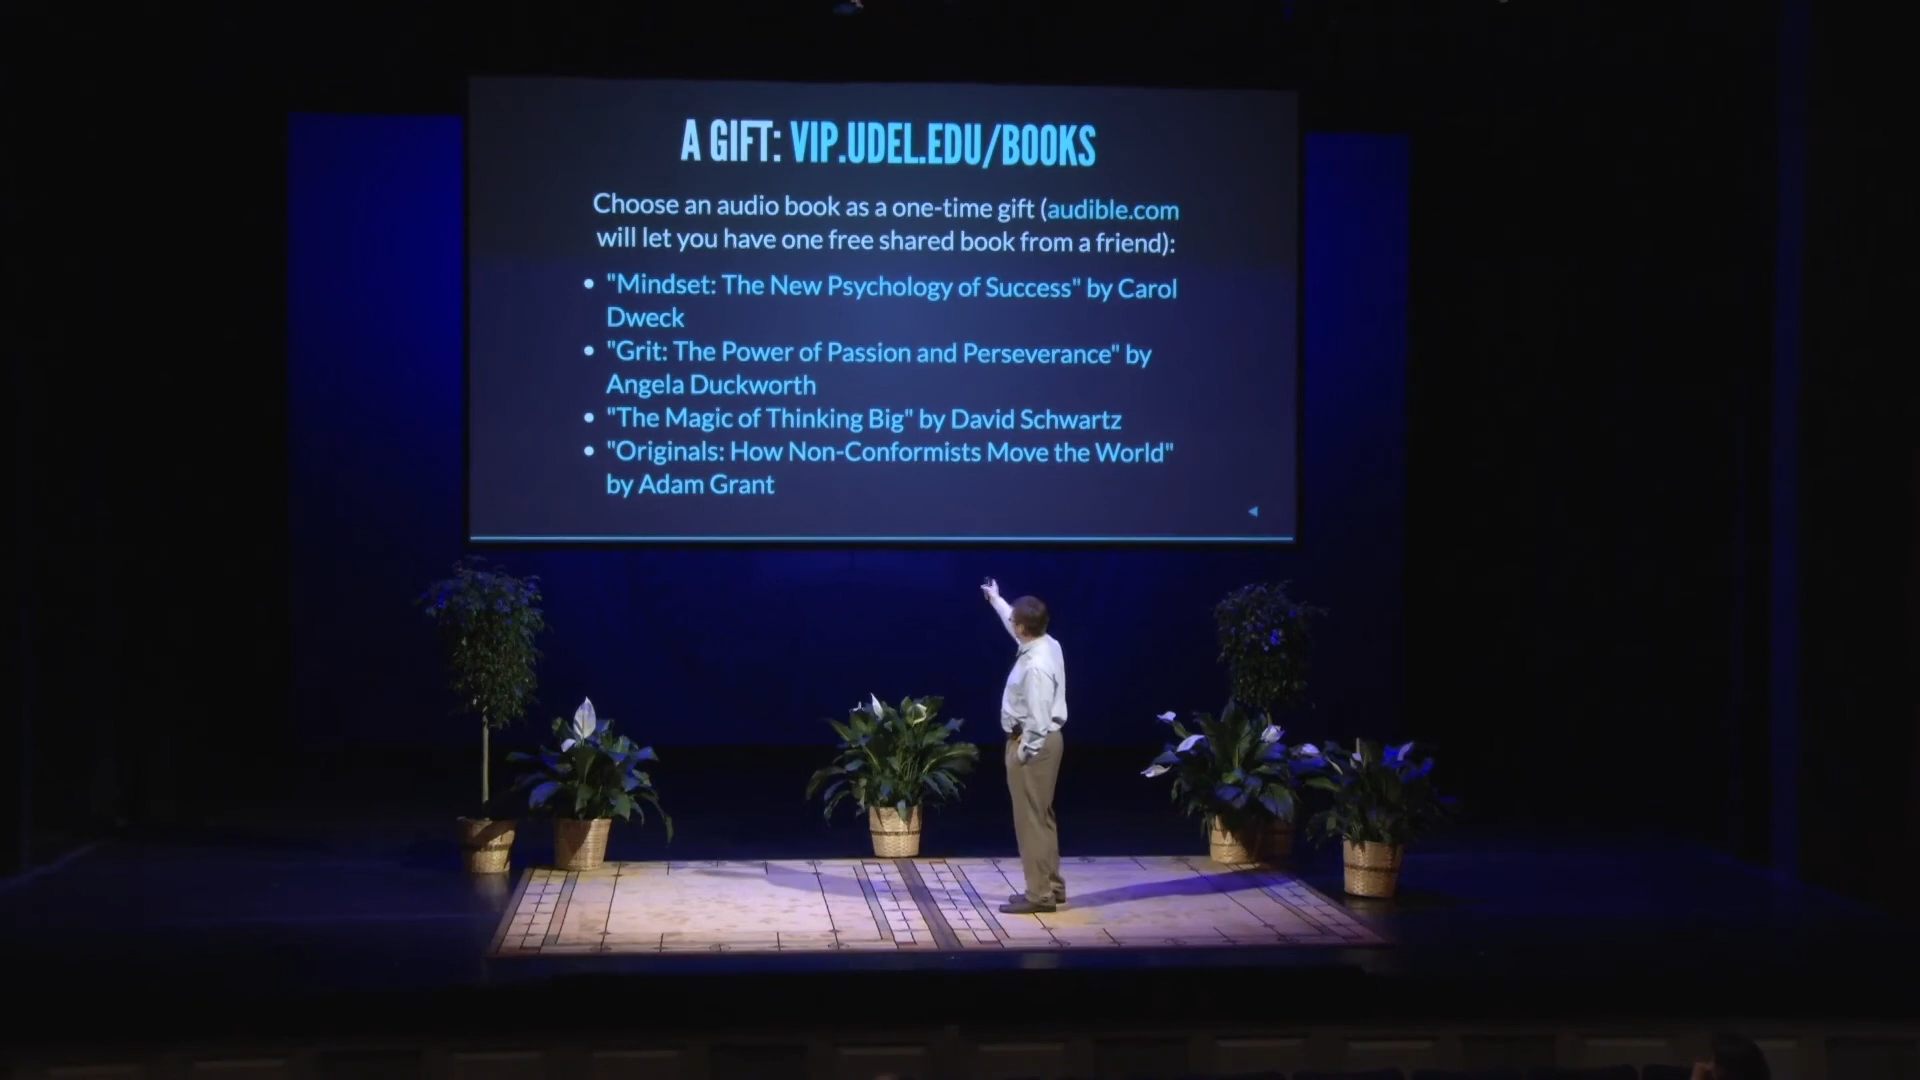 A GIFT: VIP.UDEL.EDU/BOOKS
Choose an audio book as a one-time gift (audible.com
will let you have one free shared book from a friend):
• "Mindset: The New Psychology of Success" by Carol
Dweck
• "Grit: The Power of Passion and Perseverance" by
Angela Duckworth
• "The Magic of Thinking Big" by David Schwartz
• "Originals: How Non-Conformists Move the World"
by Adam Grant